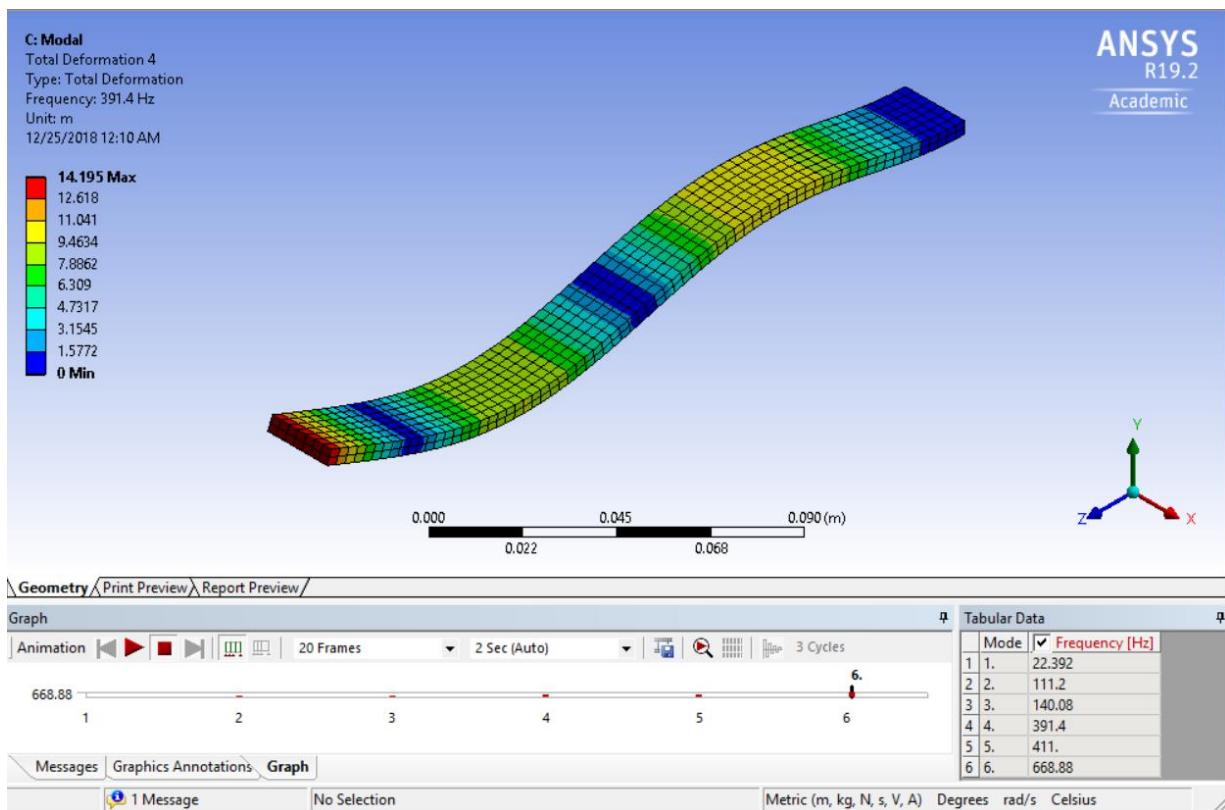 C: Modal
Total Deformation 4
Type: Total Deformation
Frequency: 391.4 Hz
Unit: m
12/25/2018 12:10 AM
ANSYS
R19.2
Academic
14.195 Max
12.618
11.041
9.4634
7.8862
6.309
4.7317
3.1545
1.5772
0 Min
0.000 0.045 0.090 (m)
0.022 0.068
Y
Z X
Geometry Print Preview Report Preview
Graph
Animation 20 Frames 2 Sec (Auto) 3 Cycles
6.
668.88
1 2 3 4 5 6
Messages Graphics Annotations Graph
Tabular Data
Mode Frequency [Hz]
1 1. 22.392
2 2. 111.2
3 3. 140.08
4 4. 391.4
5 5. 411.
6 6. 668.88
1 Message No Selection Metric (m, kg, N, s, V, A) Degrees rad/s Celsius